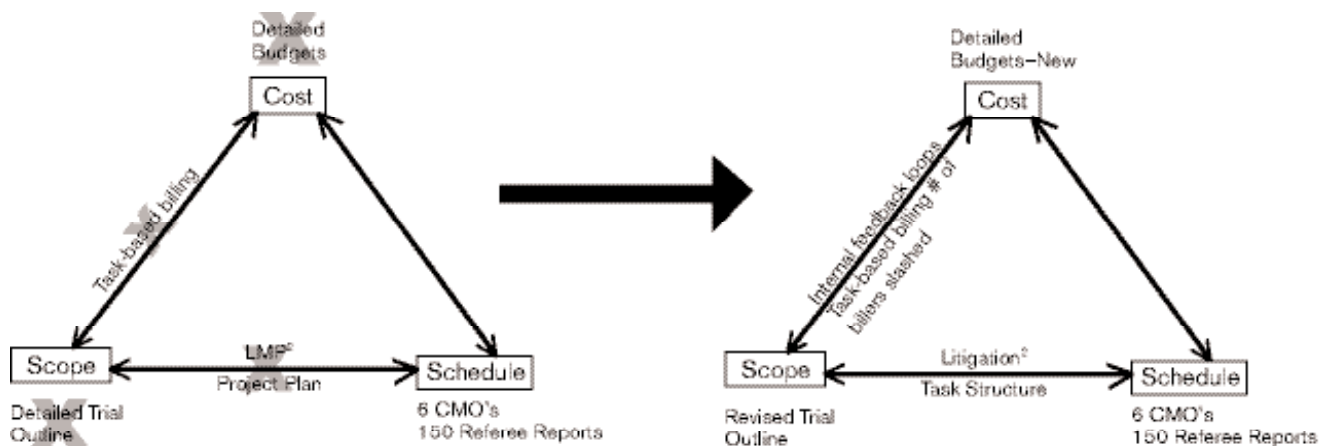 Detailed
Budgets
Cost
Task-based billing
Scope
LMP²
Project Plan
Schedule
Detailed Trial
Outline
6 CMO's
150 Referee Reports
Detailed
Budgets–New
Cost
Internal feedback loops
Task-based billing # of
billers slashed
Scope
Litigation²
Task Structure
Schedule
Revised Trial
Outline
6 CMO's
150 Referee Reports